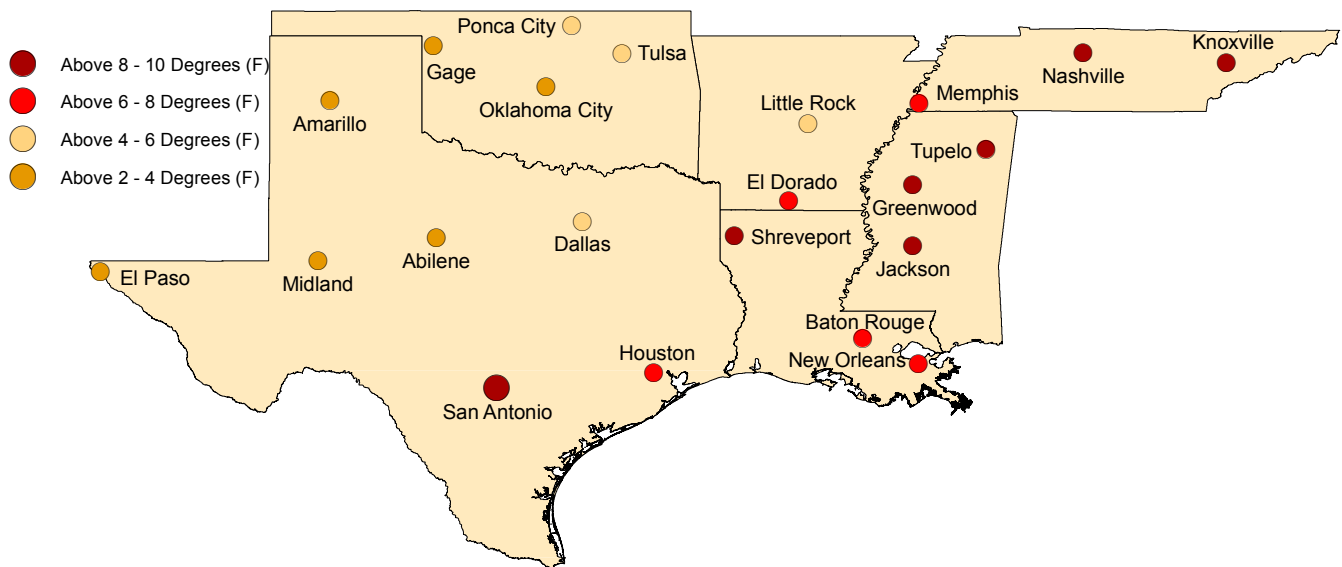 Above 8 - 10 Degrees (F)
Above 6 - 8 Degrees (F)
Above 4 - 6 Degrees (F)
Above 2 - 4 Degrees (F)
Ponca City
Tulsa
Gage
Oklahoma City
Amarillo
Little Rock
Memphis
Nashville
Knoxville
Tupelo
El Dorado
Greenwood
Shreveport
Jackson
Dallas
Abilene
Midland
El Paso
Baton Rouge
New Orleans
Houston
San Antonio